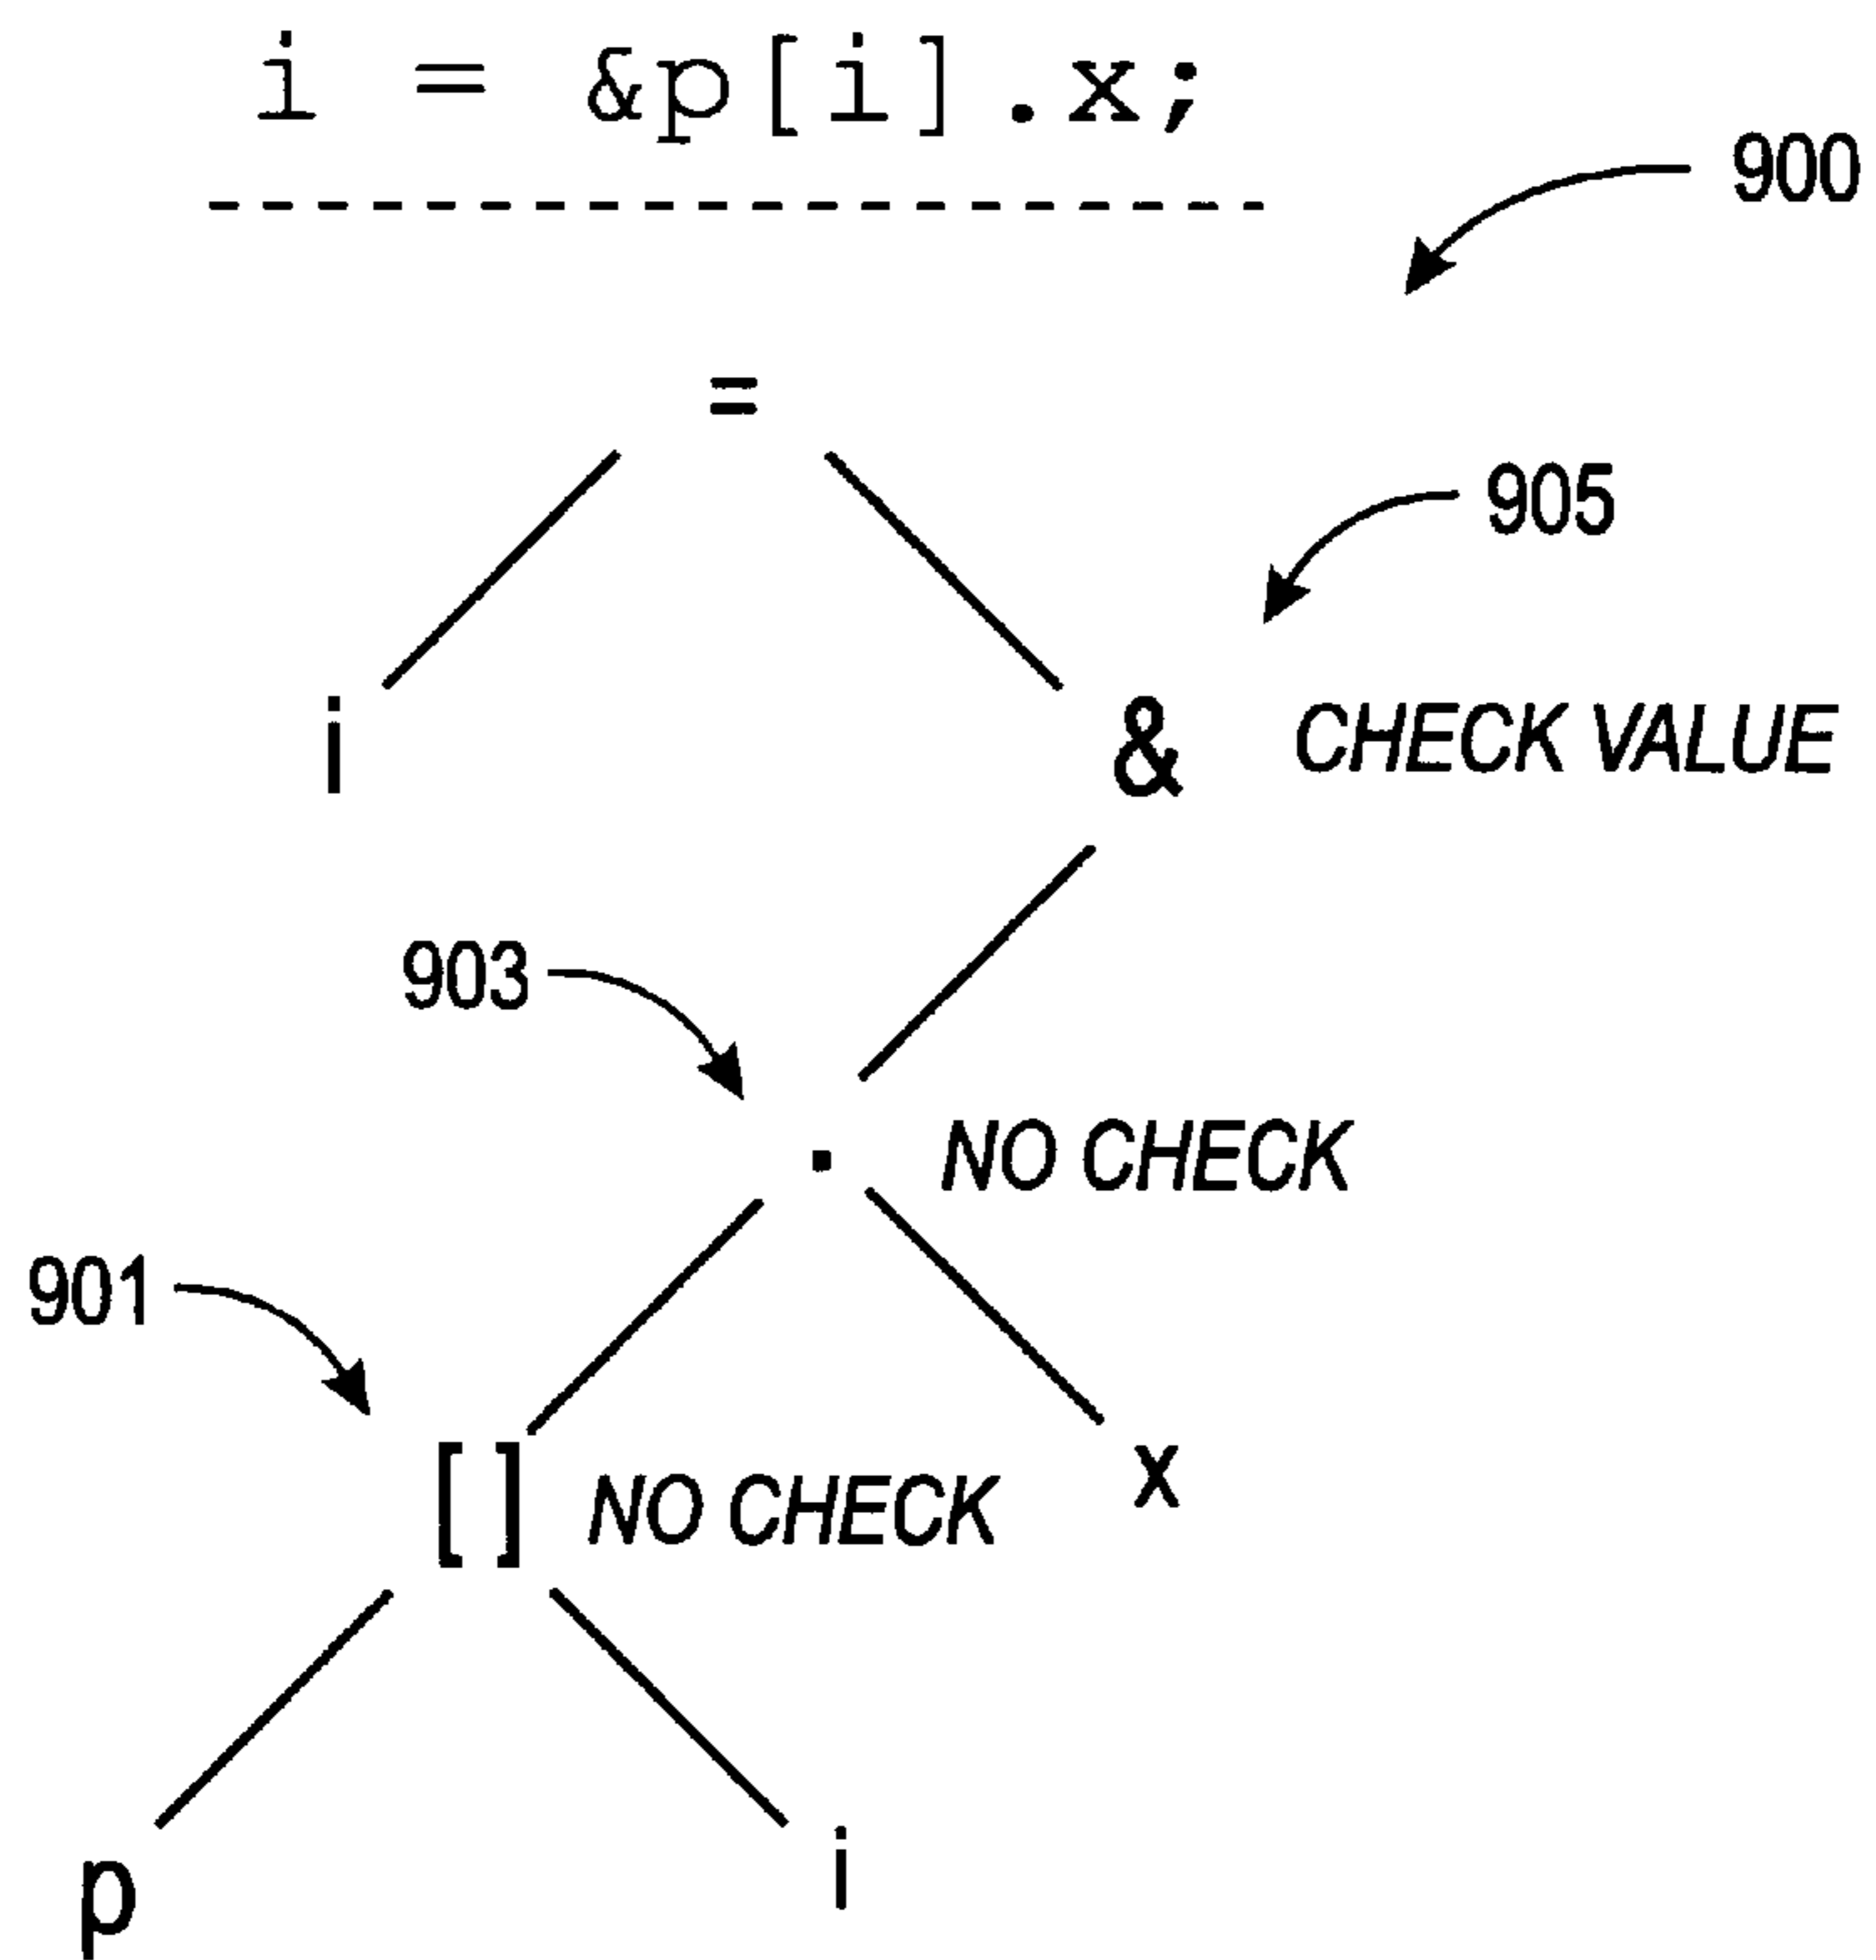 i = &p[i].x;
900
=
905
i
& CHECK VALUE
903
. NO CHECK
901
[ ] NO CHECK
x
p
i